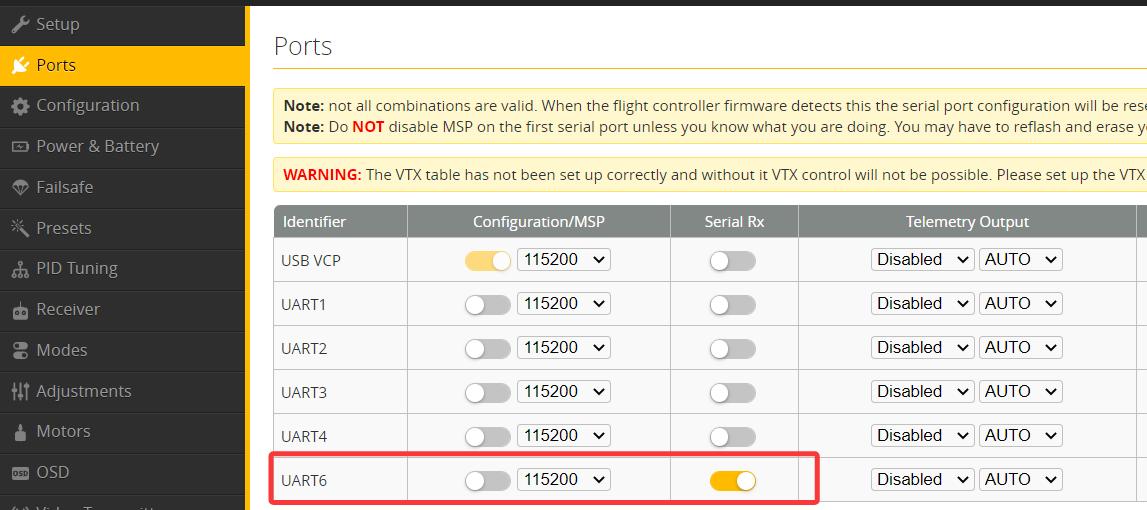 Setup
Ports
Configuration
Power & Battery
Failsafe
Presets
PID Tuning
Receiver
Modes
Adjustments
Motors
OSD
OSD
Ports
Note: not all combinations are valid. When the flight controller firmware detects this the serial port configuration will be rese
Note: Do NOT disable MSP on the first serial port unless you know what you are doing. You may have to reflash and erase y
WARNING: The VTX table has not been set up correctly and without it VTX control will not be possible. Please set up the VTX
Identifier Configuration/MSP Serial Rx Telemetry Output
USB VCP 115200 Disabled AUTO
UART1 115200 Disabled AUTO
UART2 115200 Disabled AUTO
UART3 115200 Disabled AUTO
UART4 115200 Disabled AUTO
UART6 115200 Disabled AUTO